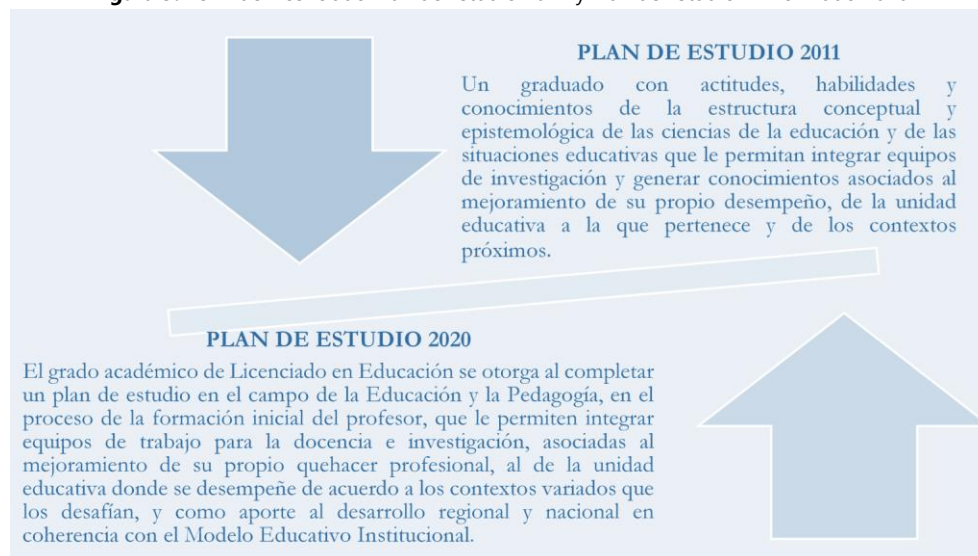 PLAN DE ESTUDIO 2011
Un graduado con actitudes, habilidades y
conocimientos de la estructura conceptual y
epistemológica de las ciencias de la educación y de las
situaciones educativas que le permitan integrar equipos
de investigación y generar conocimientos asociados al
mejoramiento de su propio desempeño, de la unidad
educativa a la que pertenece y de los contextos
próximos.
PLAN DE ESTUDIO 2020
El grado académico de Licenciado en Educación se otorga al completar
un plan de estudio en el campo de la Educación y la Pedagogía, en el
proceso de la formación inicial del profesor, que le permiten integrar
equipos de trabajo para la docencia e investigación, asociadas al
mejoramiento de su propio quehacer profesional, al de la unidad
educativa donde se desempeñe de acuerdo a los contextos variados que
los desafían, y como aporte al desarrollo regional y nacional en
coherencia con el Modelo Educativo Institucional.